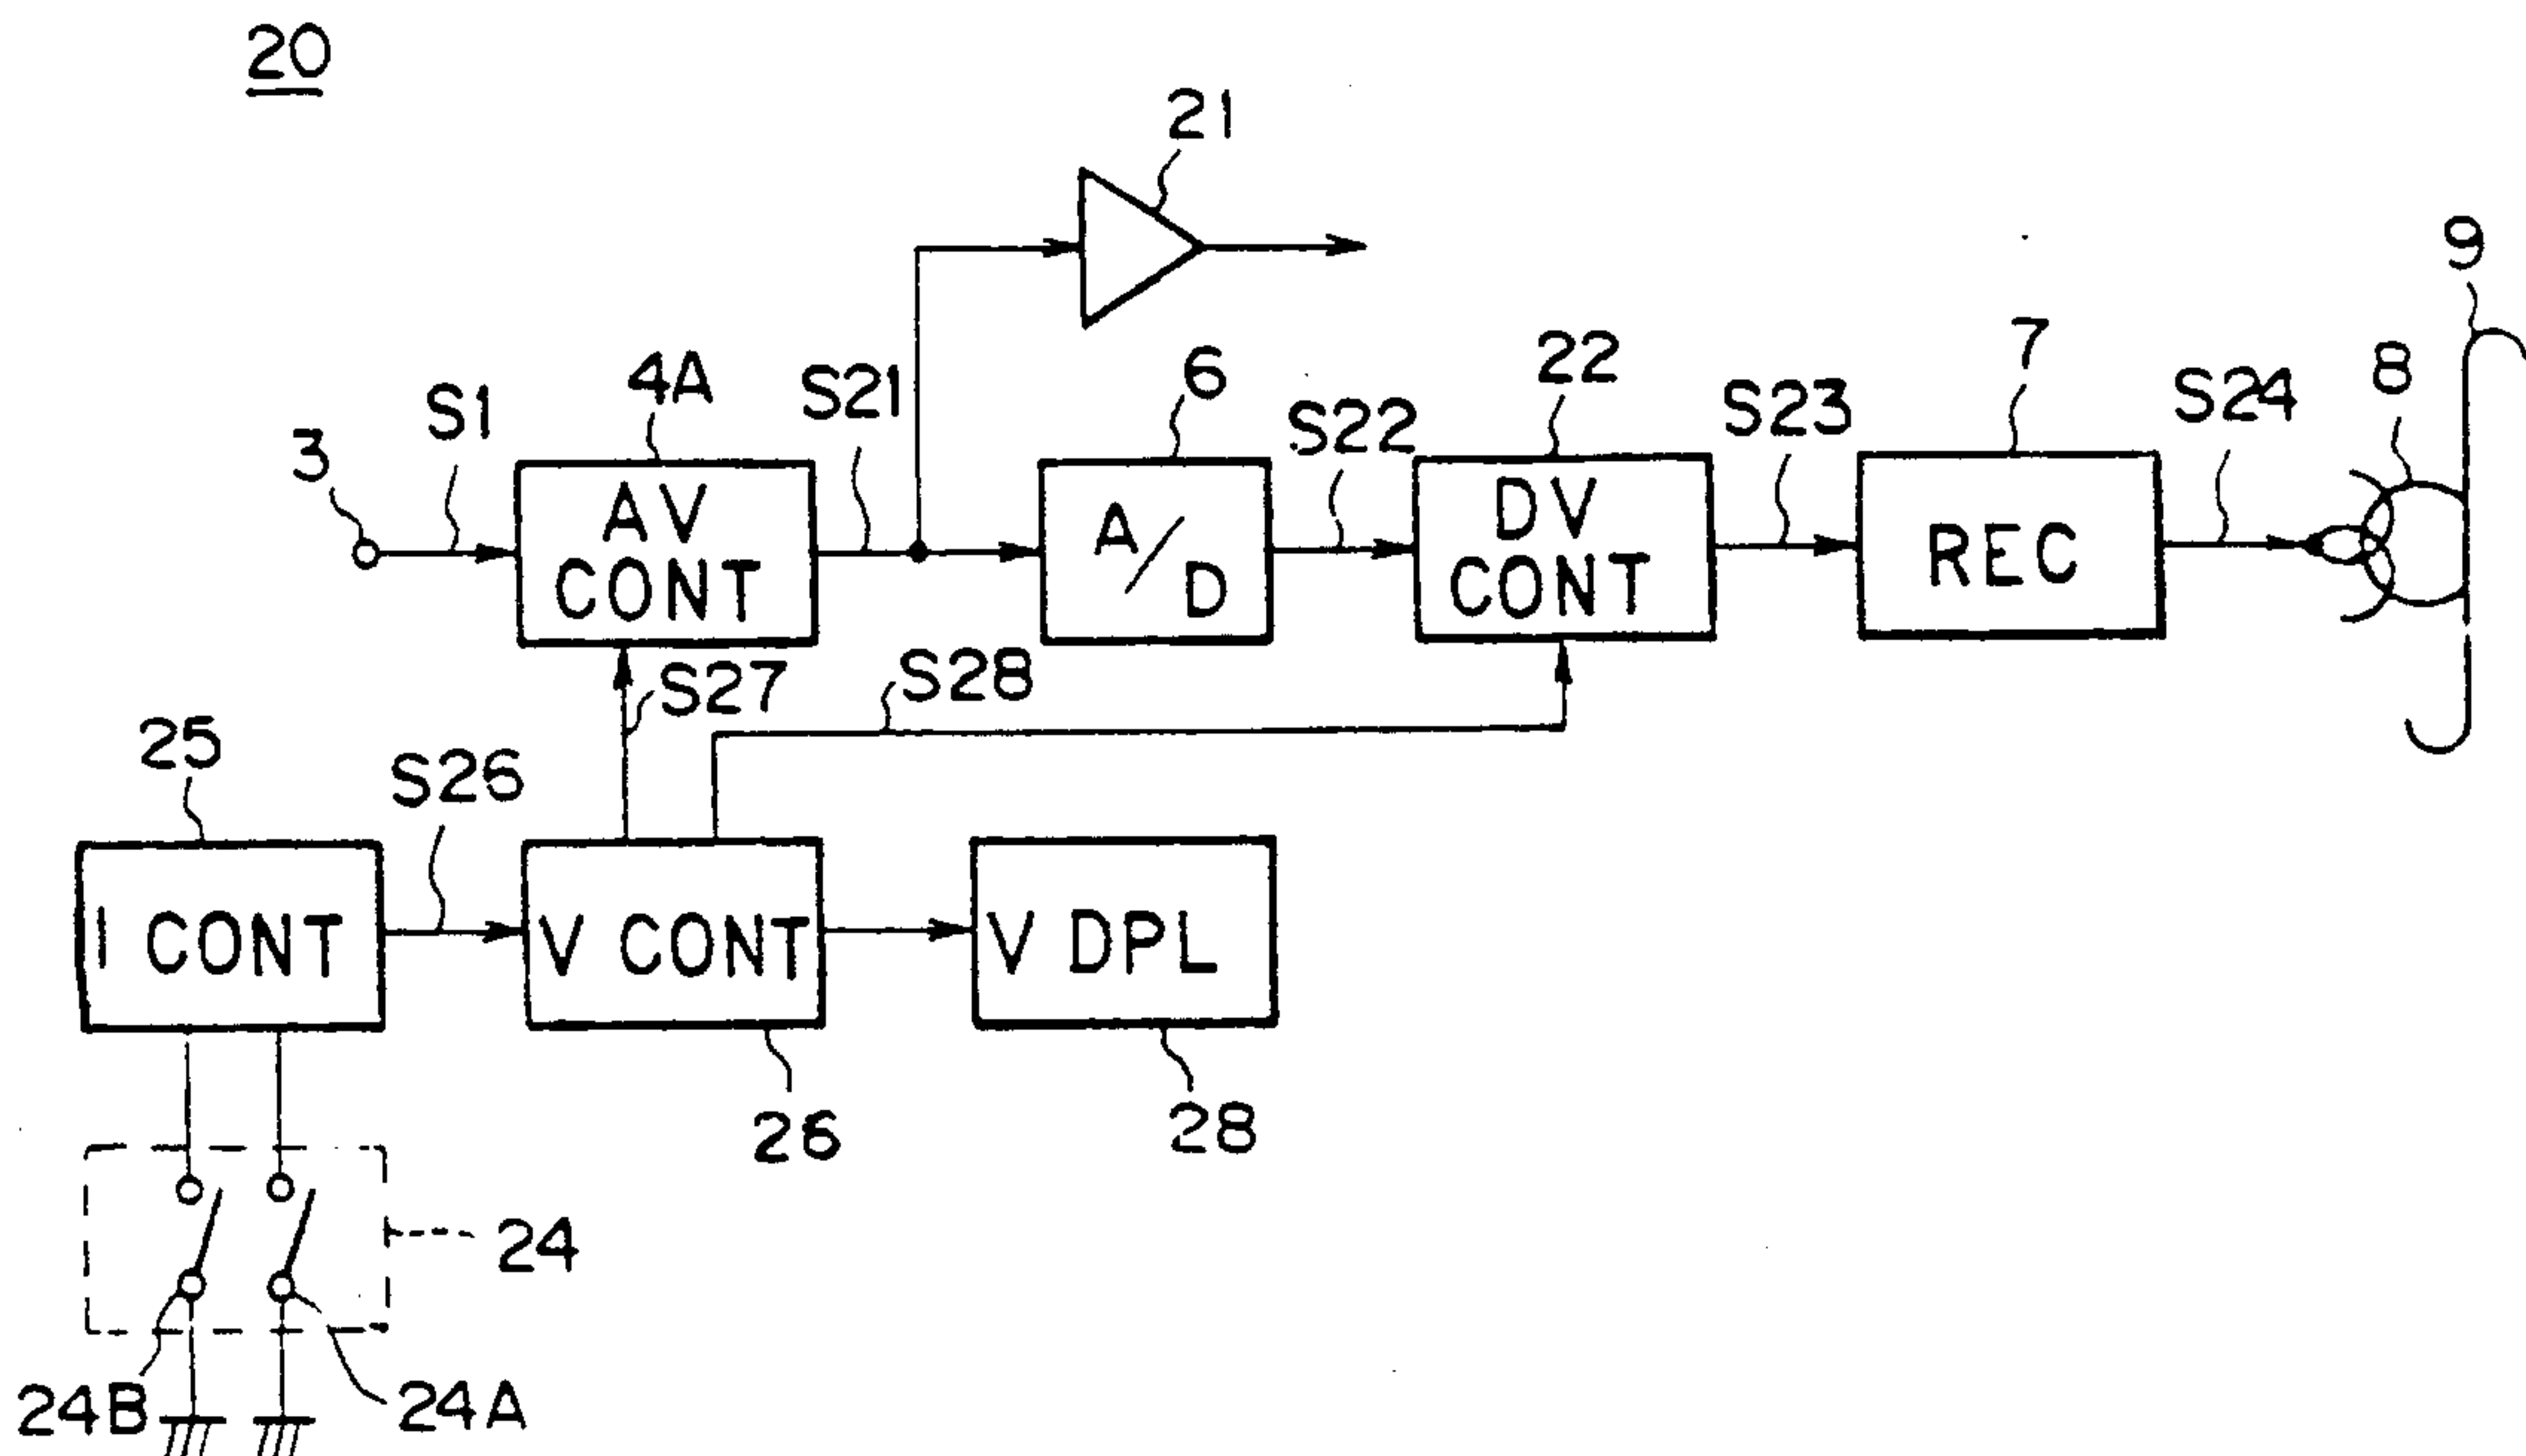 20
21
9
7
22
8
4A
6
S24
S21
S23
S1
S22
3
AV
CONT
A/D
DV
CONT
REC
S27
S28
25
S26
I CONT
V CONT
V DPL
26
28
24
24B
24A